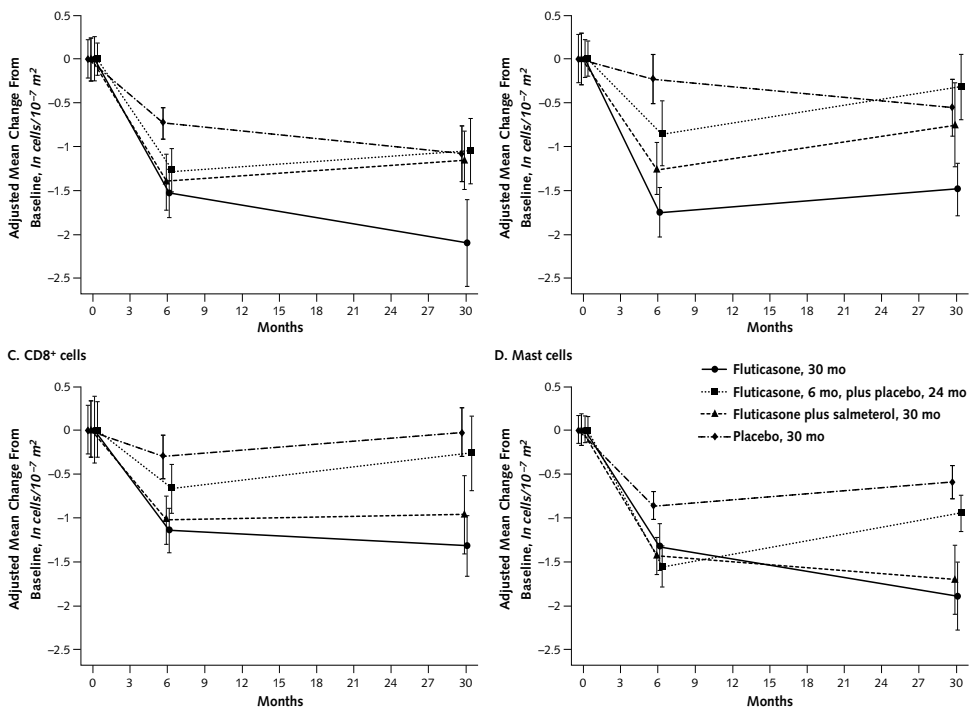 0.5
0
−0.5
−1
−1.5
−2
−2.5
Adjusted Mean Change From
Baseline, ln cells/10⁻⁷ m²
0 3 6 9 12 15 18 21 24 27 30
Months
0.5
0
−0.5
−1
−1.5
−2
−2.5
Adjusted Mean Change From
Baseline, ln cells/10⁻⁷ m²
0 3 6 9 12 15 18 21 24 27 30
Months
C. CD8⁺ cells
0.5
0
−0.5
−1
−1.5
−2
−2.5
Adjusted Mean Change From
Baseline, ln cells/10⁻⁷ m²
0 3 6 9 12 15 18 21 24 27 30
Months
D. Mast cells
Fluticasone, 30 mo
Fluticasone, 6 mo, plus placebo, 24 mo
Fluticasone plus salmeterol, 30 mo
Placebo, 30 mo
0.5
0
−0.5
−1
−1.5
−2
−2.5
Adjusted Mean Change From
Baseline, ln cells/10⁻⁷ m²
0 3 6 9 12 15 18 21 24 27 30
Months